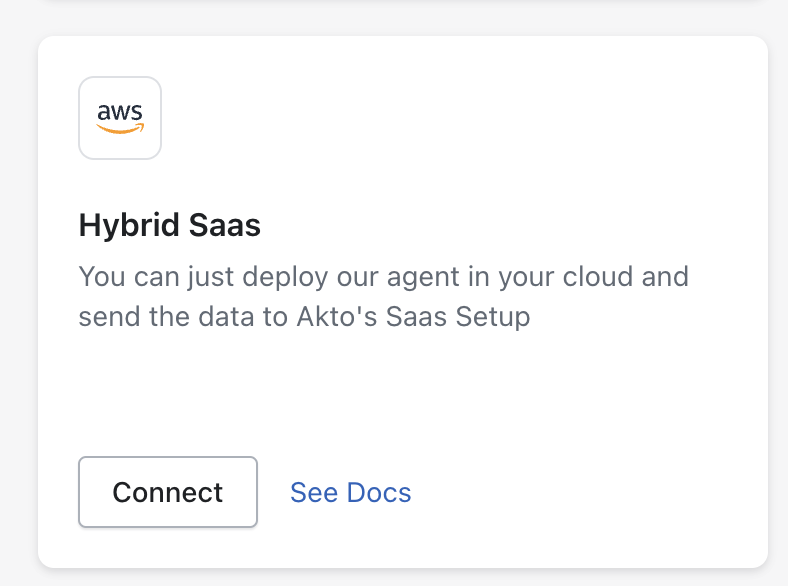 aws
Hybrid Saas
You can just deploy our agent in your cloud and
send the data to Akto's Saas Setup
Connect See Docs